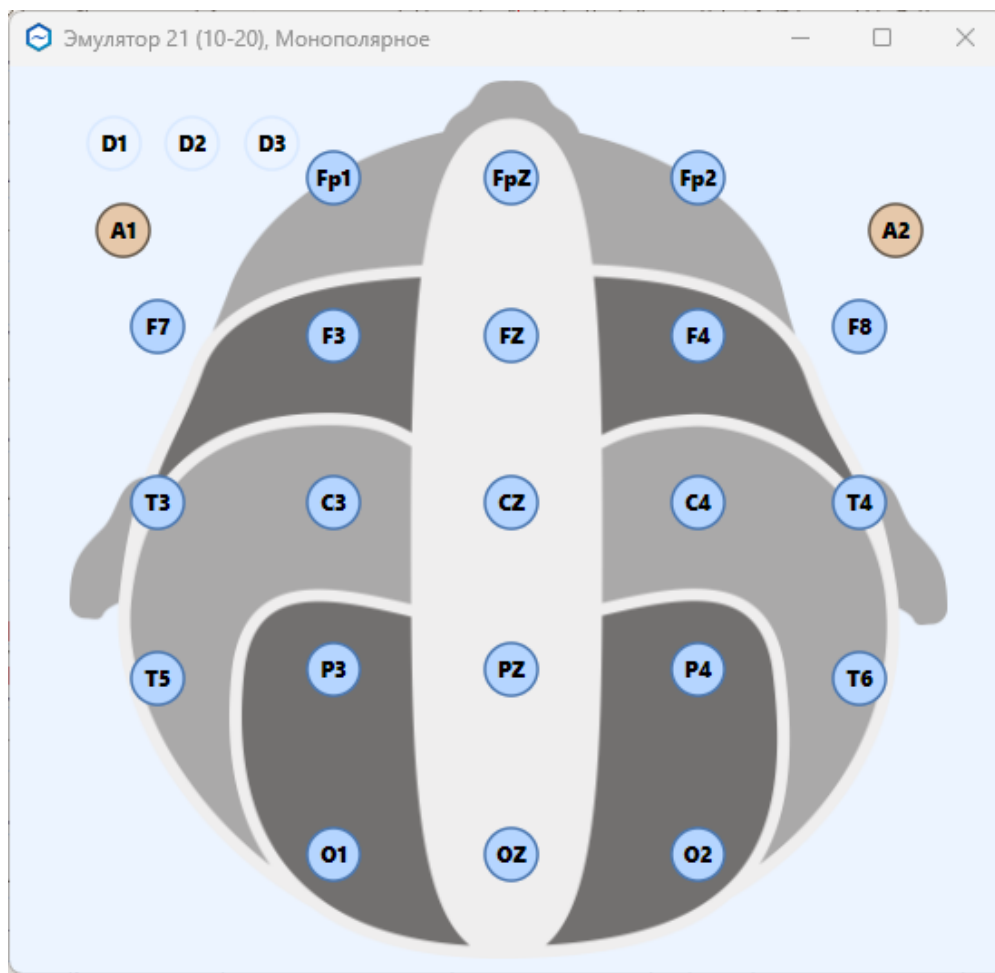 Эмулятор 21 (10-20), Монополярное
D1 D2 D3
Fp1 FpZ Fp2
A1 A2
F7 F3 FZ F4 F8
T3 C3 CZ C4 T4
T5 P3 PZ P4 T6
O1 OZ O2